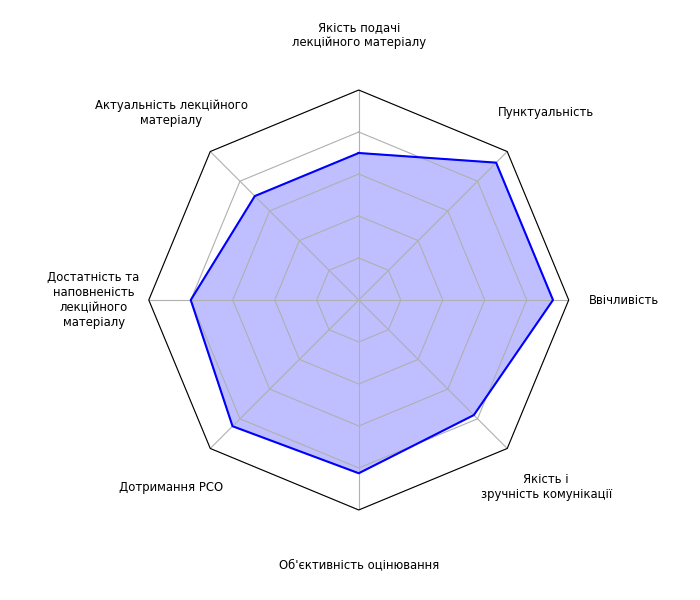 Якість подачі
лекційного матеріалу
Актуальність лекційного
матеріалу
Пунктуальність
Достатність та
наповненість
лекційного
матеріалу
Ввічливість
Дотримання РСО
Якість і
зручність комунікації
Об'єктивність оцінювання